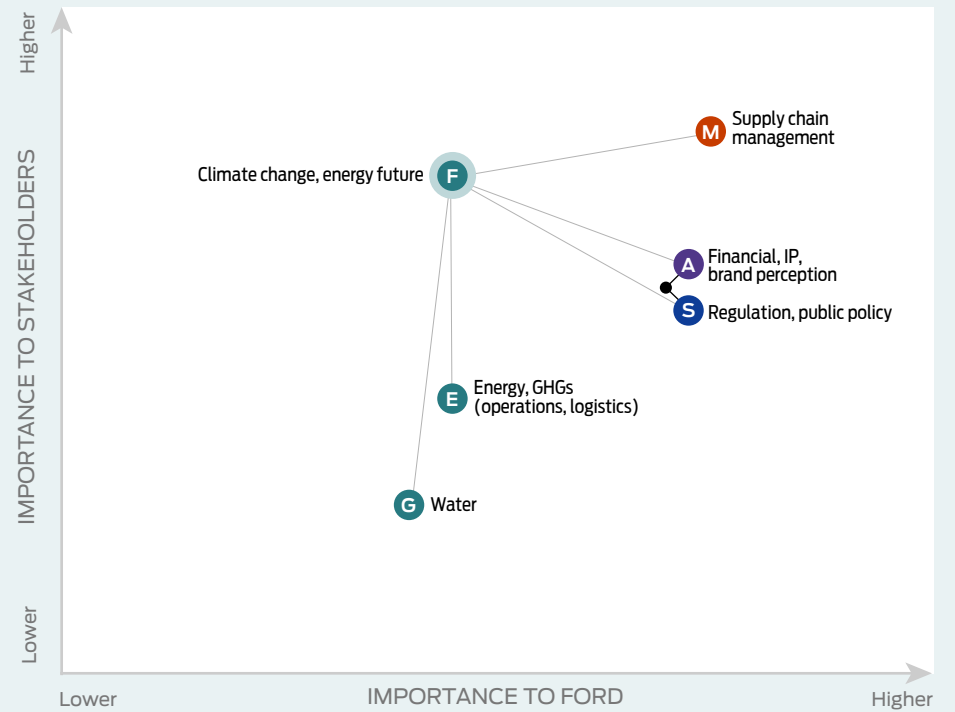 Higher
IMPORTANCE TO STAKEHOLDERS
Lower
M
Supply chain
management
Climate change, energy future
F
A
Financial, IP,
brand perception
S
Regulation, public policy
E
Energy, GHGs
(operations, logistics)
G
Water
Lower
IMPORTANCE TO FORD
Higher